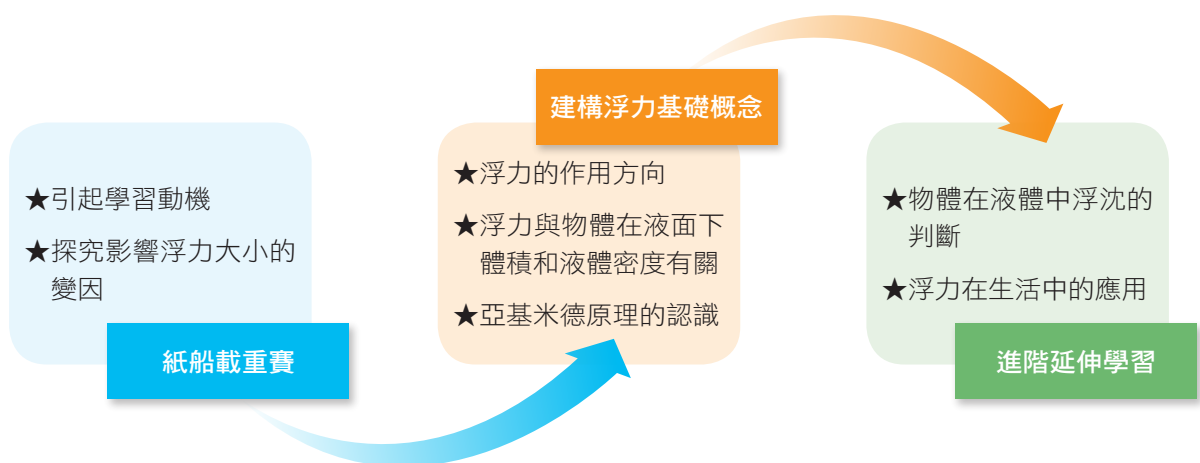 ★引起學習動機
★探究影響浮力大小的
變因
紙船載重賽
建構浮力基礎概念
★浮力的作用方向
★浮力與物體在液面下
體積和液體密度有關
★亞基米德原理的認識
★物體在液體中浮沈的
判斷
★浮力在生活中的應用
進階延伸學習